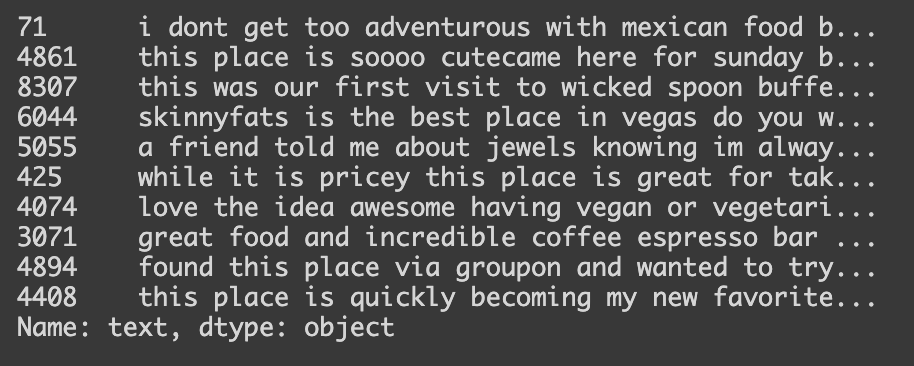 71      i dont get too adventurous with mexican food b...
4861    this place is soooo cutecame here for sunday b...
8307    this was our first visit to wicked spoon buffe...
6044    skinnyfats is the best place in vegas do you w...
5055    a friend told me about jewels knowing im alway...
425     while it is pricey this place is great for tak...
4074    love the idea awesome having vegan or vegetari...
3071    great food and incredible coffee espresso bar ...
4894    found this place via groupon and wanted to try...
4408    this place is quickly becoming my new favorite...
Name: text, dtype: object